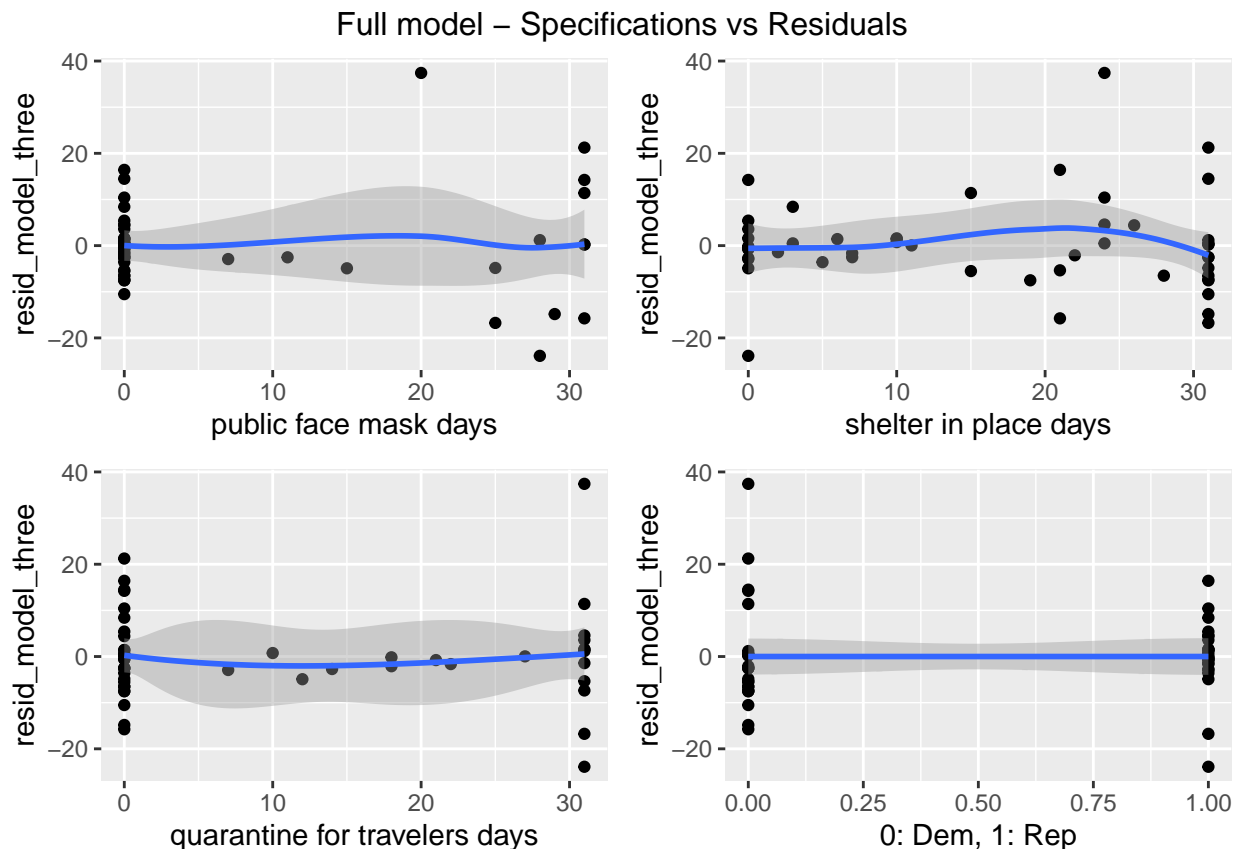 Full model – Specifications vs Residuals
40
20
0
−20
resid_model_three
0 10 20 30
public face mask days
40
20
0
−20
resid_model_three
0 10 20 30
shelter in place days
40
20
0
−20
resid_model_three
0 10 20 30
quarantine for travelers days
40
20
0
−20
resid_model_three
0.00 0.25 0.50 0.75 1.00
0: Dem, 1: Rep